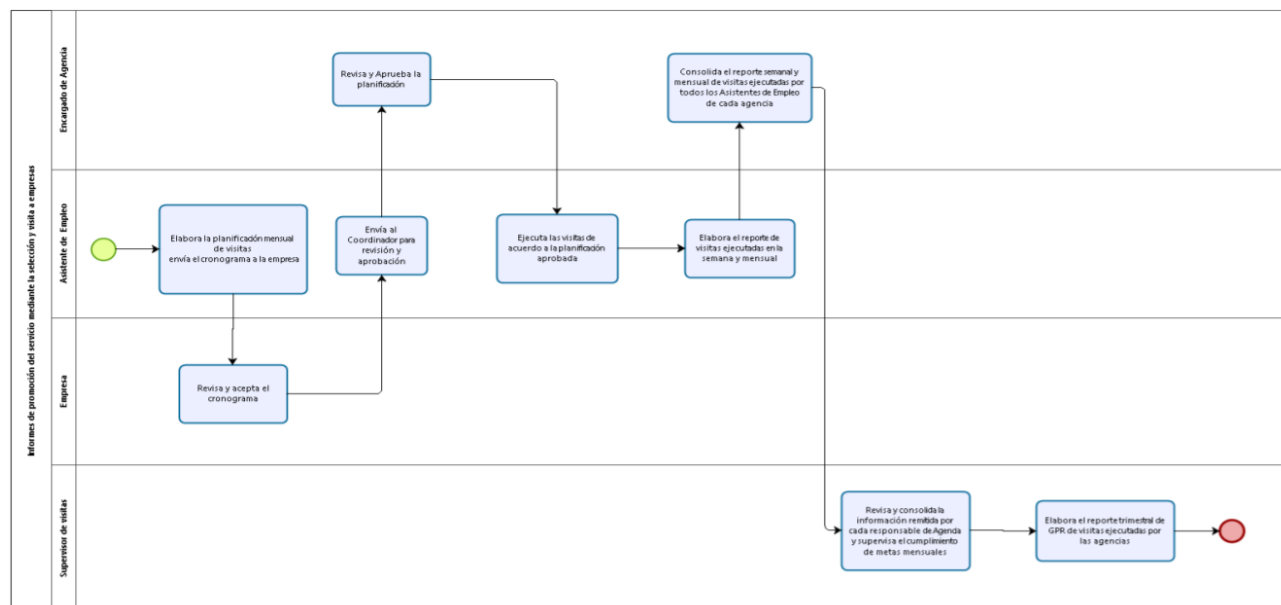 Informes de promoción del servicio mediante la selección y visita a empresas
Encargado de Agencia
Revisa y Aprueba la
planificación
Consolida el reporte semanal y
mensual de visitas ejecutadas por
todos los Asistentes de Empleo
de cada agencia
Asistente de Empleo
Elabora la planificación mensual
de visitas
envía el cronograma a la empresa
Envía al
Coordinador para
revisión y
aprobación
Ejecuta las visitas de
acuerdo a la planificación
aprobada
Elabora el reporte de
visitas ejecutadas en la
semana y mensual
Empresa
Revisa y acepta el
cronograma
Supervisor de visitas
Revisa y consolida la
información remitida por
cada responsable de Agenda
y supervisa el cumplimiento
de metas mensuales
Elabora el reporte trimestral de
GPR de visitas ejecutadas por
las agencias